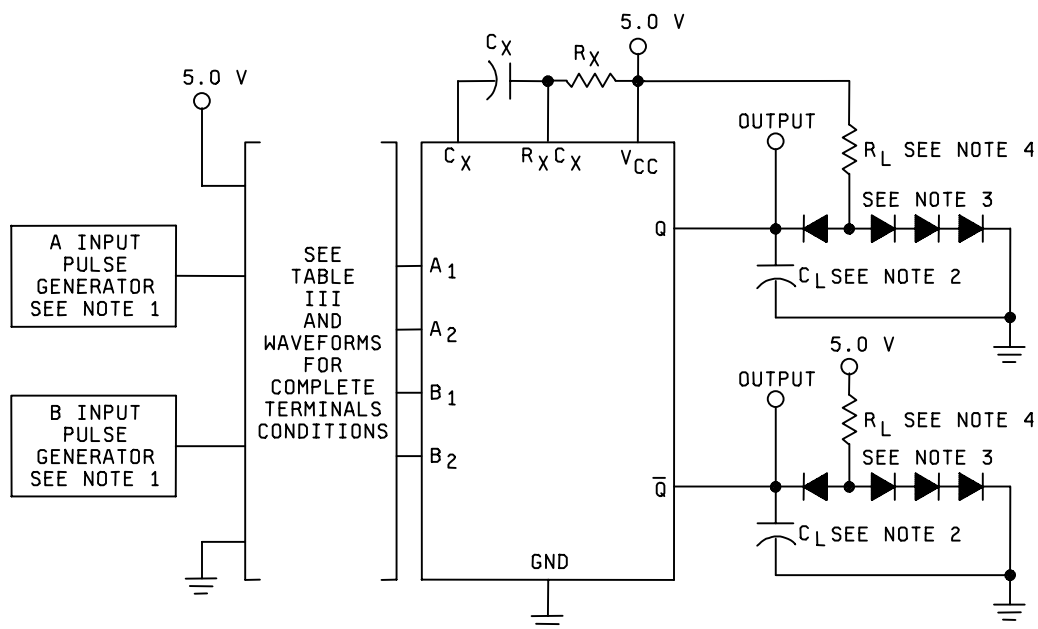 5.0 V
C X
R X
5.0 V
OUTPUT
R L SEE NOTE 4
SEE NOTE 3
C X
R X C X
V CC
Q
C L SEE NOTE 2
A INPUT
PULSE
GENERATOR
SEE NOTE 1
B INPUT
PULSE
GENERATOR
SEE NOTE 1
SEE
TABLE
III
AND
WAVEFORMS
FOR
COMPLETE
TERMINALS
CONDITIONS
A 1
A 2
B 1
B 2
5.0 V
OUTPUT
R L SEE NOTE 4
SEE NOTE 3
Q̅
C L SEE NOTE 2
GND